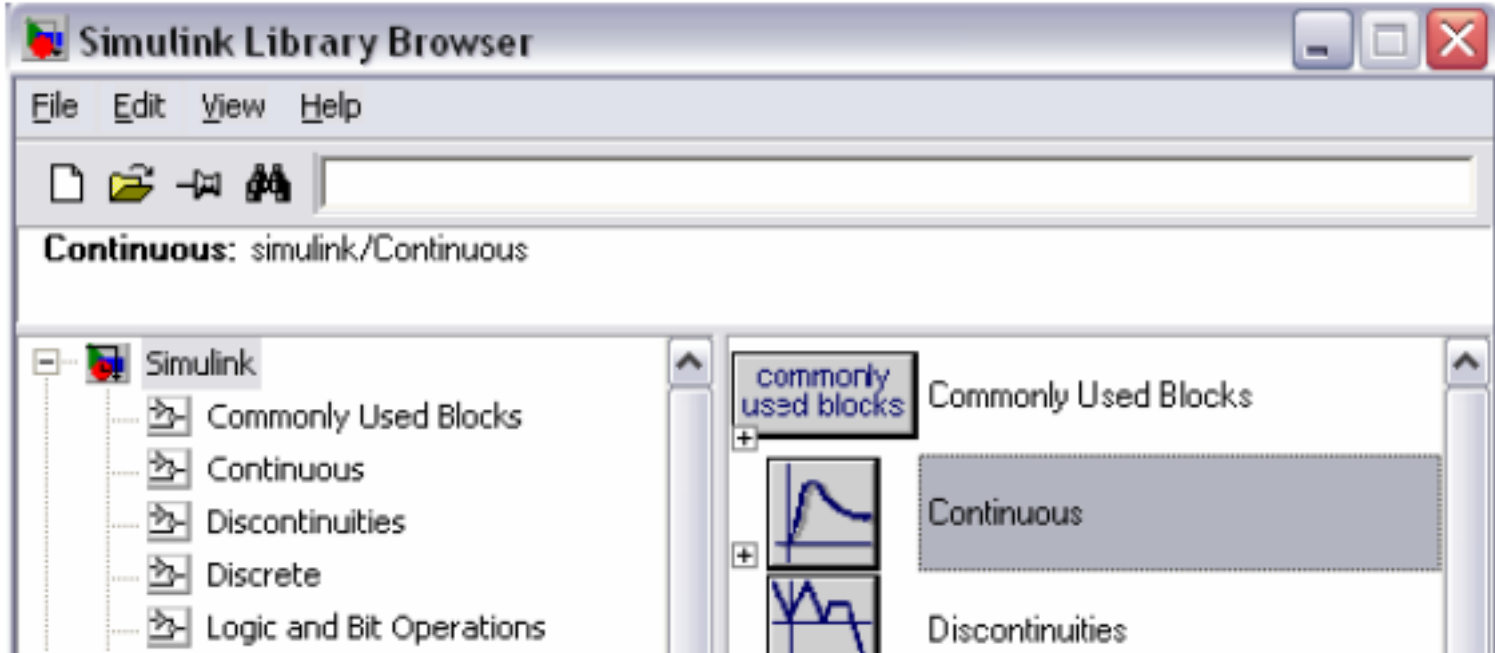 Simulink Library Browser
File Edit View Help
Continuous: simulink/Continuous
Simulink
Commonly Used Blocks
Continuous
Discontinuities
Discrete
Logic and Bit Operations
commonly
used blocks
Commonly Used Blocks
Continuous
Discontinuities